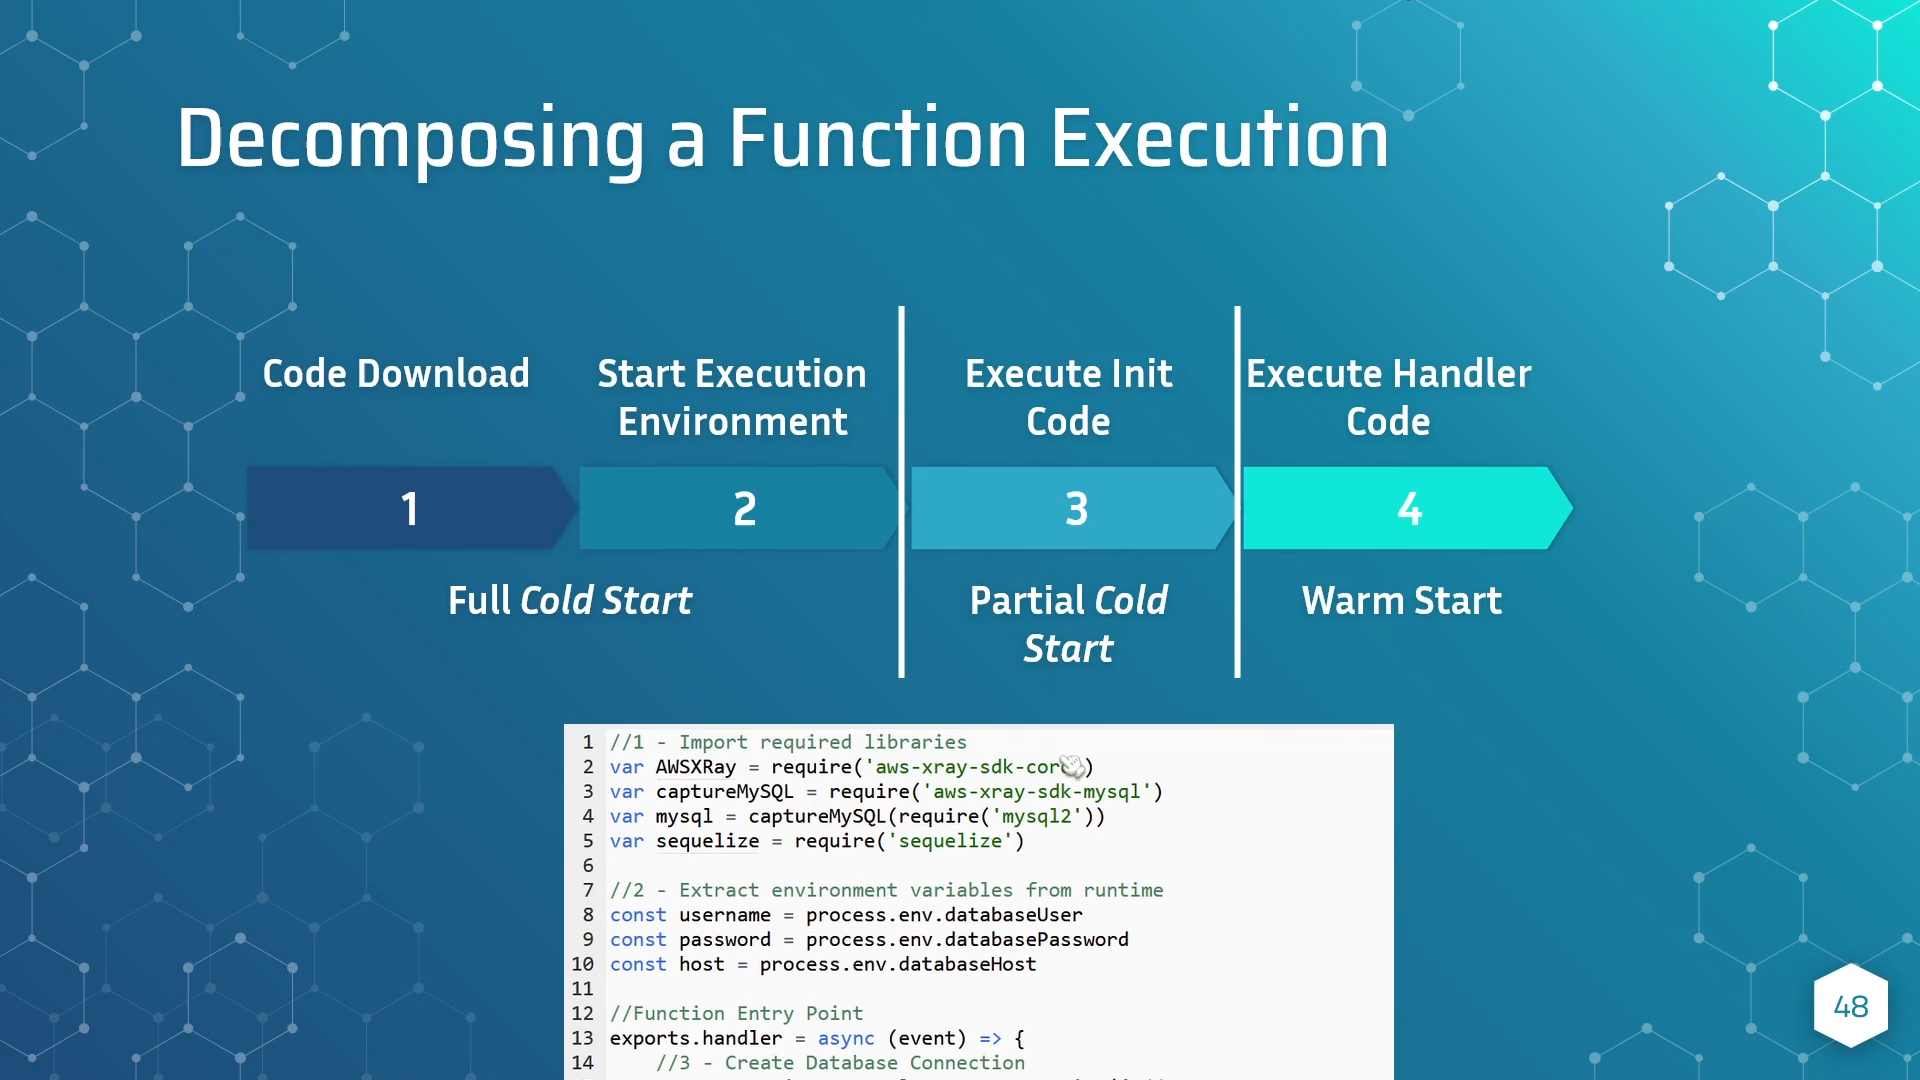 Decomposing a Function Execution
Code Download
Start Execution
Environment
Execute Init
Code
Execute Handler
Code
1
2
3
4
Full Cold Start
Partial Cold
Start
Warm Start
1 //1 - Import required libraries
2 var AWSXRay = require('aws-xray-sdk-cor )
3 var captureMySQL = require('aws-xray-sdk-mysql')
4 var mysql = captureMySQL(require('mysql2'))
5 var sequelize = require('sequelize')
6
7 //2 - Extract environment variables from runtime
8 const username = process.env.databaseUser
9 const password = process.env.databasePassword
10 const host = process.env.databaseHost
11
12 //Function Entry Point
13 exports.handler = async (event) => {
14 //3 - Create Database Connection
48